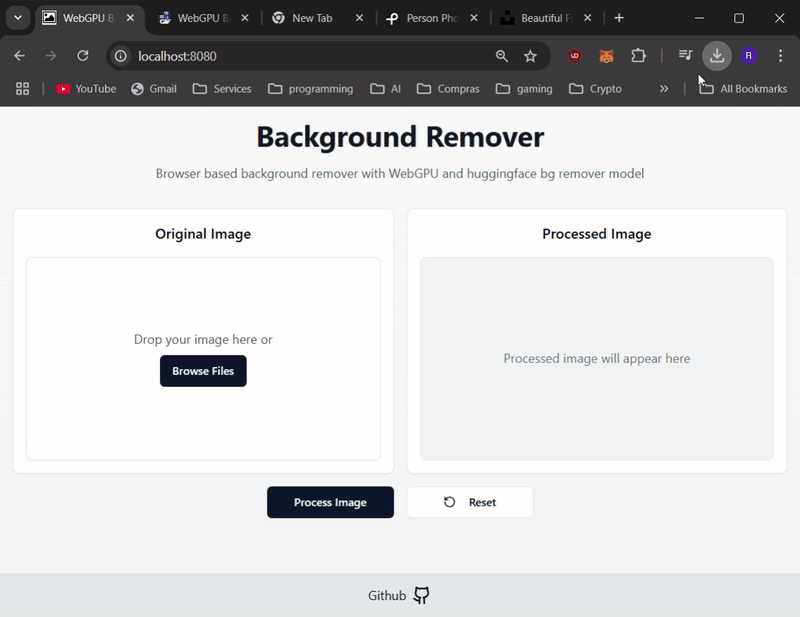 WebGPU B
WebGPU B
New Tab
Person Pho
Beautiful F
localhost:8080
R
YouTube
Gmail
Services
programming
AI
Compras
gaming
Crypto
»
All Bookmarks
Background Remover
Browser based background remover with WebGPU and huggingface bg remover model
Original Image
Drop your image here or
Browse Files
Processed Image
Processed image will appear here
Process Image
Reset
Github